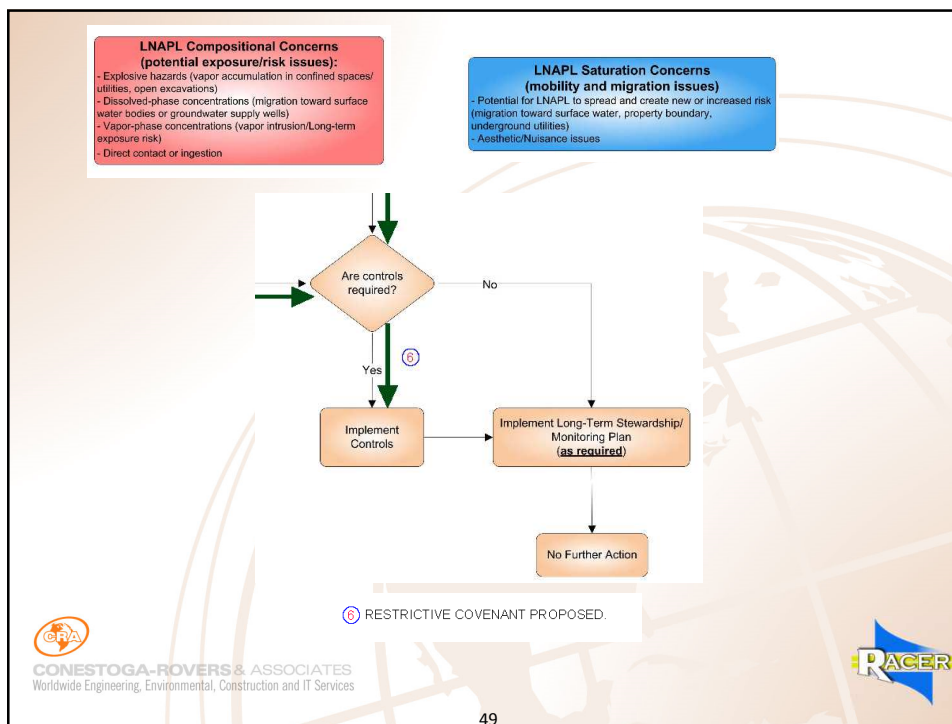 LNAPL Compositional Concerns
(potential exposure/risk issues):
- Explosive hazards (vapor accumulation in confined spaces/
utilities, open excavations)
- Dissolved-phase concentrations (migration toward surface
water bodies or groundwater supply wells)
- Vapor-phase concentrations (vapor intrusion/Long-term
exposure risk)
- Direct contact or ingestion
LNAPL Saturation Concerns
(mobility and migration issues)
- Potential for LNAPL to spread and create new or increased risk
(migration toward surface water, property boundary,
underground utilities)
- Aesthetic/Nuisance issues
Are controls
required?
No
6
Yes
Implement
Controls
Implement Long-Term Stewardship/
Monitoring Plan
(as required)
No Further Action
6 RESTRICTIVE COVENANT PROPOSED.
CRA
CONESTOGA-ROVERS & ASSOCIATES
Worldwide Engineering, Environmental, Construction and IT Services
RACER
49